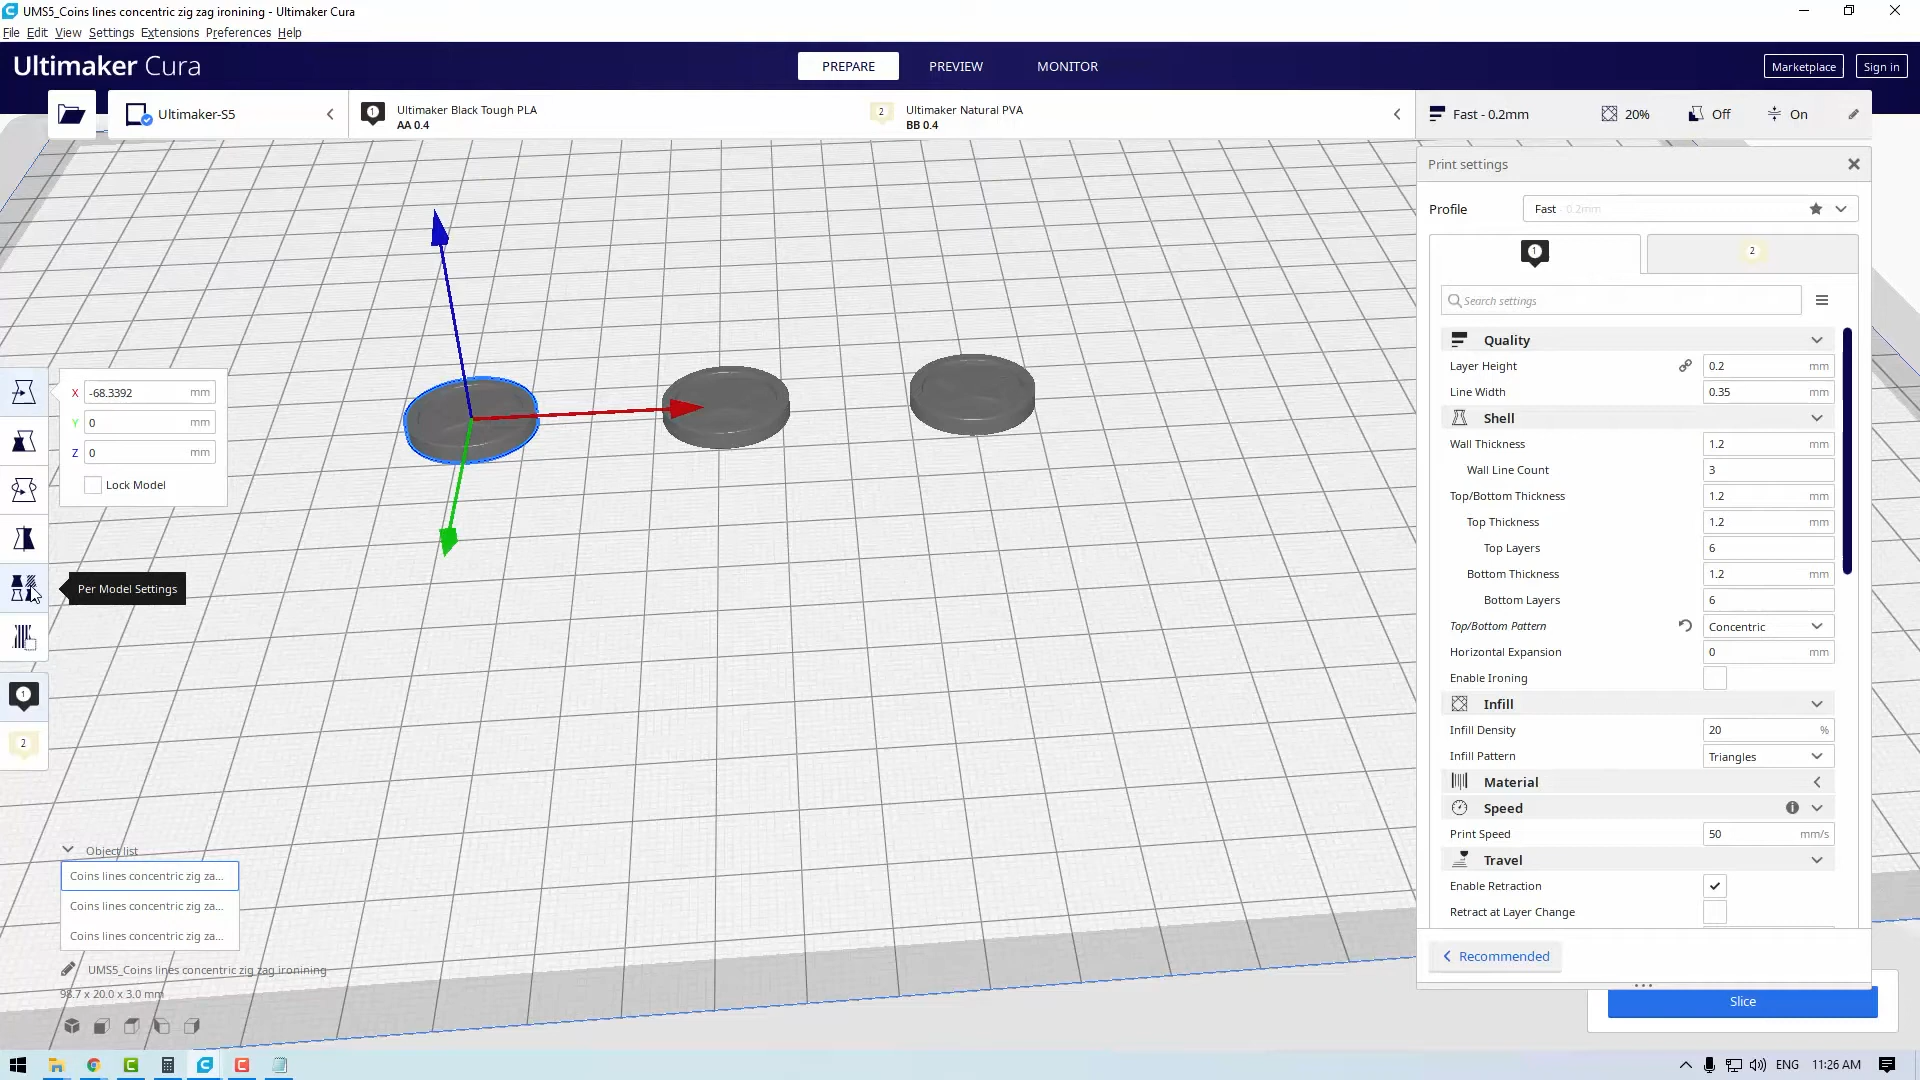 UMS5_Coins lines concentric zig zag ironining - Ultimaker Cura
File Edit View Settings Extensions Preferences Help
Ultimaker Cura
PREPARE
PREVIEW
MONITOR
Marketplace
Sign in
Ultimaker-S5
1
Ultimaker Black Tough PLA
AA 0.4
2
Ultimaker Natural PVA
BB 0.4
Fast - 0.2mm
20%
Off
On
Print settings
Profile
Fast - 0.2mm
1
2
Search settings
Quality
Layer Height 0.2 mm
Line Width 0.35 mm
Shell
Wall Thickness 1.2 mm
Wall Line Count 3
Top/Bottom Thickness 1.2 mm
Top Thickness 1.2 mm
Top Layers 6
Bottom Thickness 1.2 mm
Bottom Layers 6
Top/Bottom Pattern Concentric
Horizontal Expansion 0 mm
Enable Ironing
Infill
Infill Density 20 %
Infill Pattern Triangles
Material
Speed
Print Speed 50 mm/s
Travel
Enable Retraction
Retract at Layer Change
Recommended
Slice
X -68.3392 mm
Y 0 mm
Z 0 mm
Lock Model
Per Model Settings
1
2
Object list
Coins lines concentric zig za...
Coins lines concentric zig za...
Coins lines concentric zig za...
UMS5_Coins lines concentric zig zag ironining
98.7 x 20.0 x 3.0 mm
ENG
11:26 AM